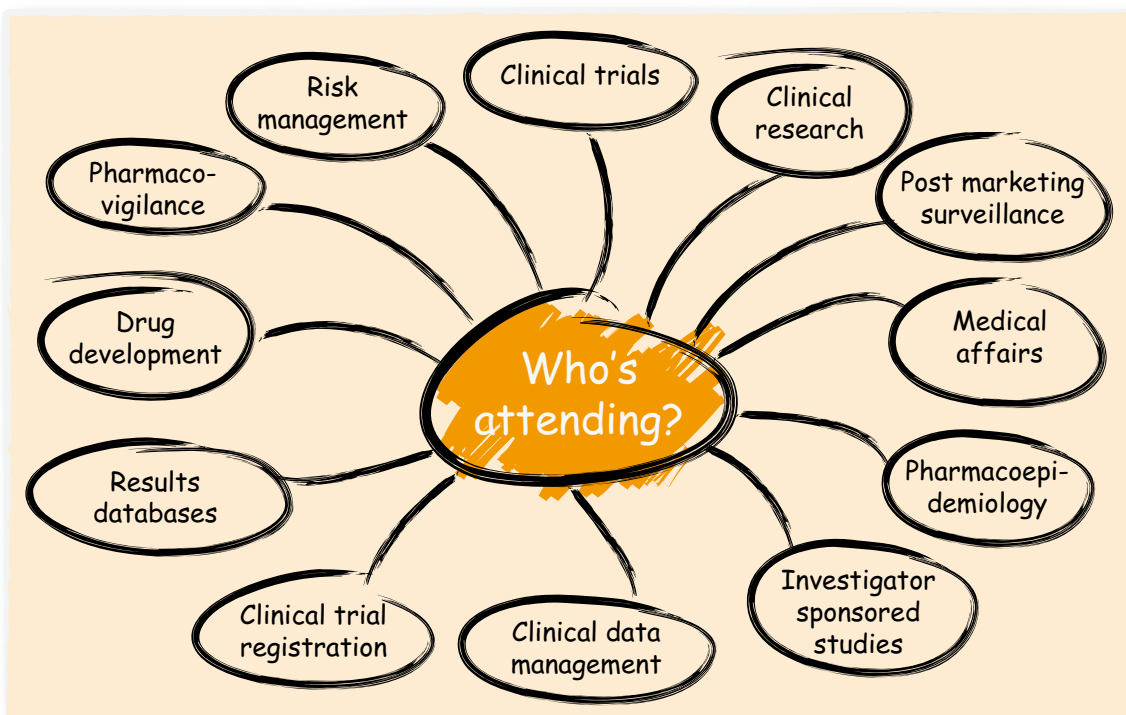 Clinical trials
Risk
management
Clinical
research
Pharmaco-
vigilance
Post marketing
surveillance
Drug
development
Medical
affairs
Who's
attending?
Results
databases
Pharmacoepi-
demiology
Clinical trial
registration
Clinical data
management
Investigator
sponsored
studies